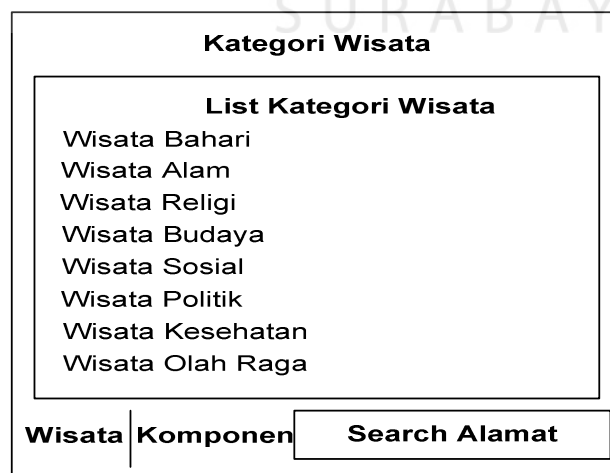 SURABAY
Kategori Wisata
List Kategori Wisata
Wisata Bahari
Wisata Alam
Wisata Religi
Wisata Budaya
Wisata Sosial
Wisata Politik
Wisata Kesehatan
Wisata Olah Raga
Wisata Komponen Search Alamat